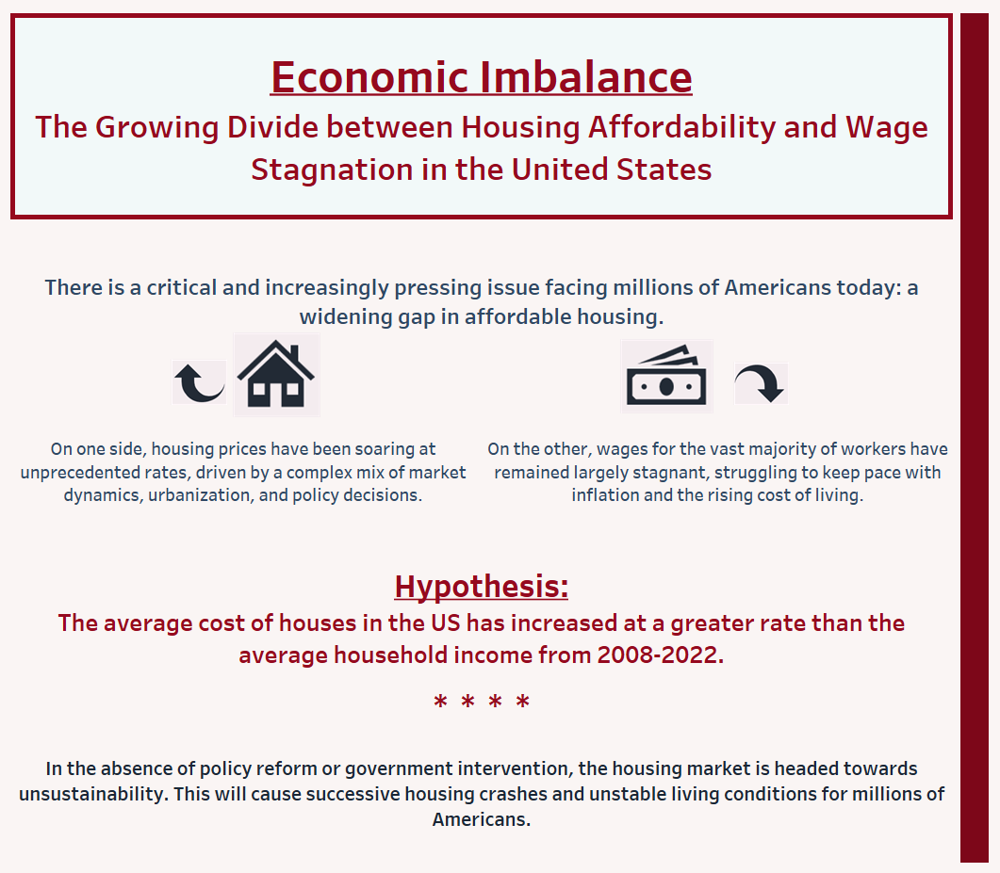 Economic Imbalance
The Growing Divide between Housing Affordability and Wage
Stagnation in the United States
There is a critical and increasingly pressing issue facing millions of Americans today: a
widening gap in affordable housing.
On one side, housing prices have been soaring at
unprecedented rates, driven by a complex mix of market
dynamics, urbanization, and policy decisions.
On the other, wages for the vast majority of workers have
remained largely stagnant, struggling to keep pace with
inflation and the rising cost of living.
Hypothesis:
The average cost of houses in the US has increased at a greater rate than the
average household income from 2008-2022.
* * * *
In the absence of policy reform or government intervention, the housing market is headed towards
unsustainability. This will cause successive housing crashes and unstable living conditions for millions of
Americans.